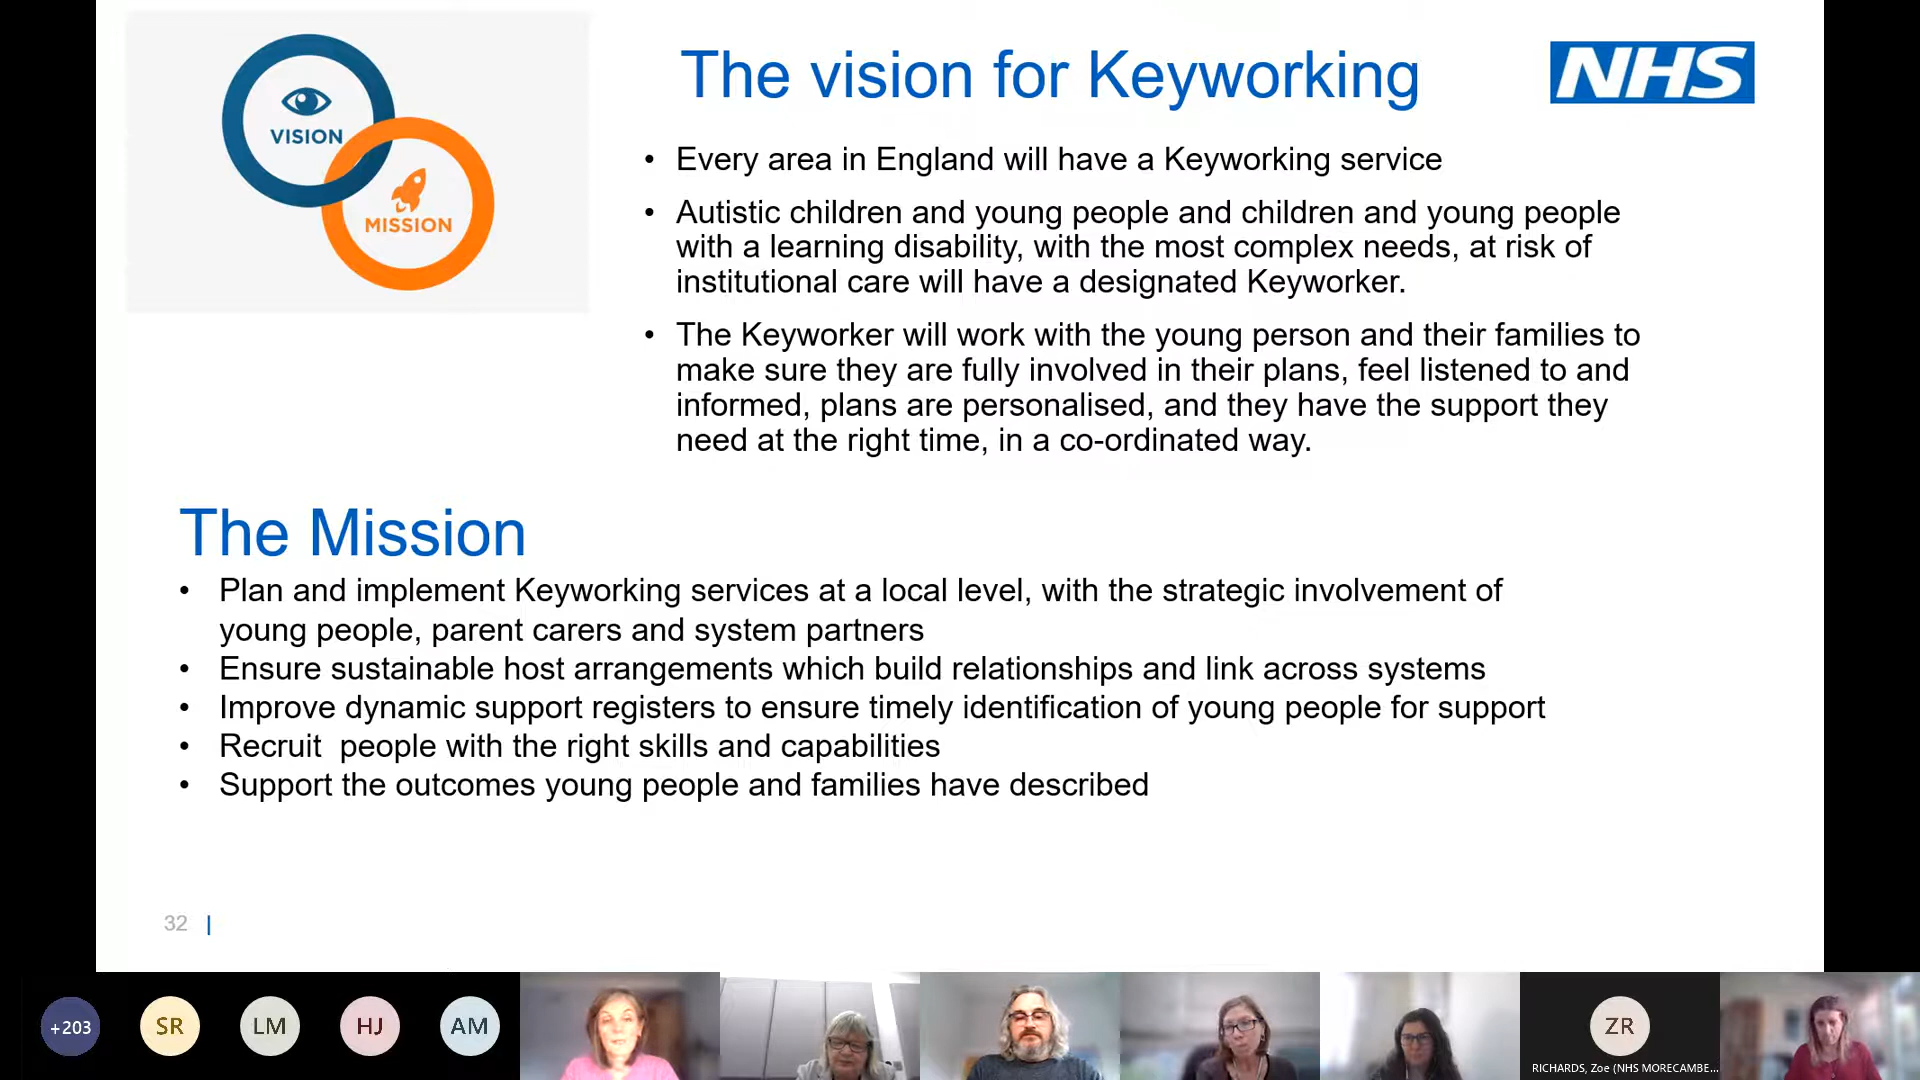 VISION
MISSION
The vision for Keyworking
NHS
• Every area in England will have a Keyworking service
• Autistic children and young people and children and young people
with a learning disability, with the most complex needs, at risk of
institutional care will have a designated Keyworker.
• The Keyworker will work with the young person and their families to
make sure they are fully involved in their plans, feel listened to and
informed, plans are personalised, and they have the support they
need at the right time, in a co-ordinated way.
The Mission
• Plan and implement Keyworking services at a local level, with the strategic involvement of
young people, parent carers and system partners
• Ensure sustainable host arrangements which build relationships and link across systems
• Improve dynamic support registers to ensure timely identification of young people for support
• Recruit  people with the right skills and capabilities
• Support the outcomes young people and families have described
32 |
+203
SR
LM
HJ
AM
ZR
RICHARDS, Zoe (NHS MORECAMBE...